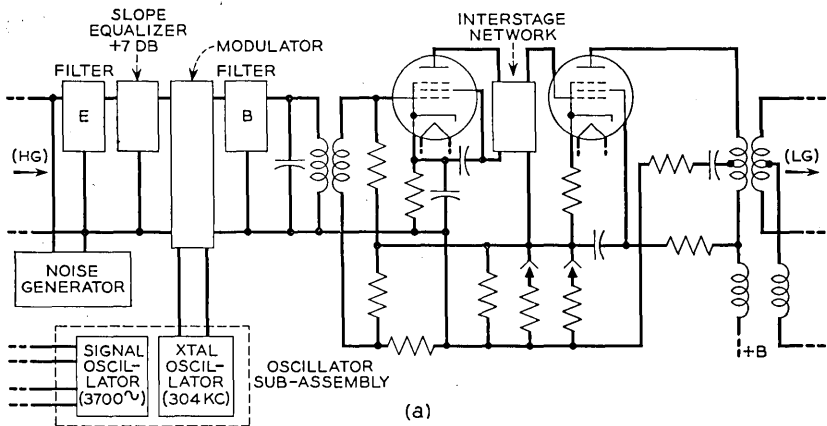 SLOPE
EQUALIZER
+7 DB
MODULATOR
INTERSTAGE
NETWORK
FILTER
FILTER
E
B
(HG)
(LG)
NOISE
GENERATOR
SIGNAL
OSCIL-
LATOR
(3700~)
XTAL
OSCIL-
LATOR
(304 KC)
OSCILLATOR
SUB-ASSEMBLY
+B
(a)